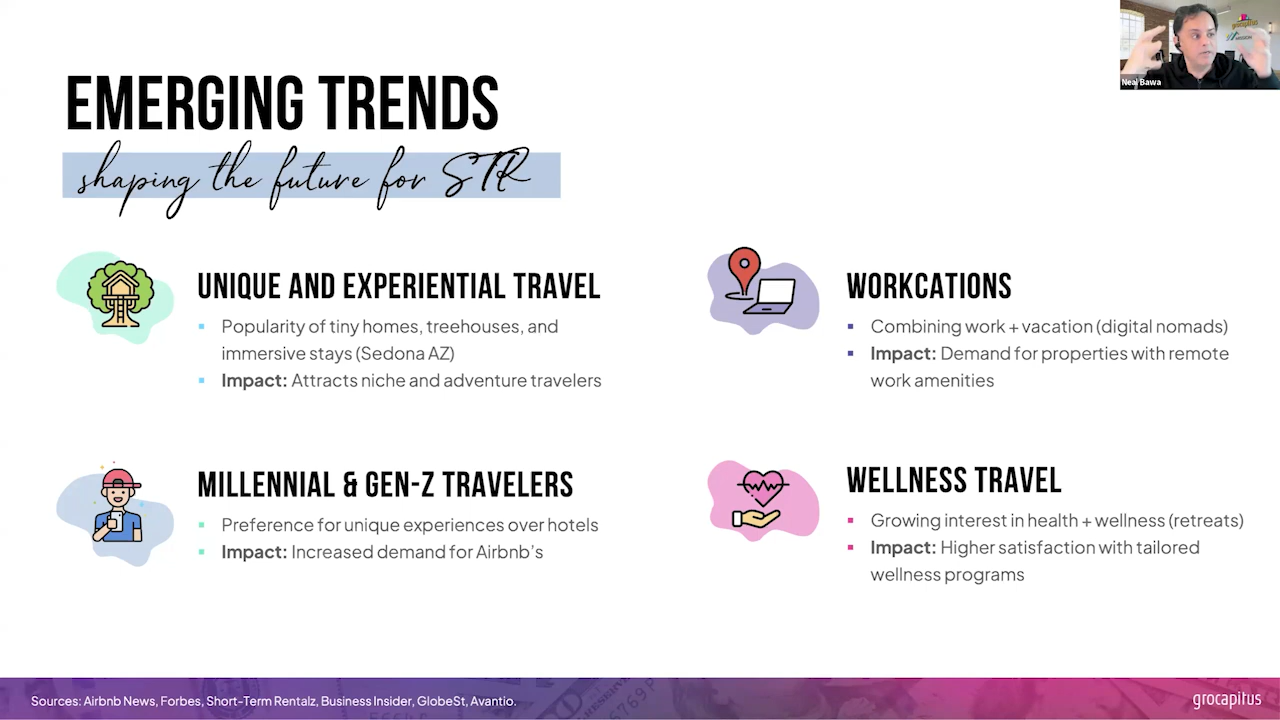 EMERGING TRENDS
shaping the future for STR
UNIQUE AND EXPERIENTIAL TRAVEL
▪ Popularity of tiny homes, treehouses, and
immersive stays (Sedona AZ)
▪ Impact: Attracts niche and adventure travelers
WORKCATIONS
▪ Combining work + vacation (digital nomads)
▪ Impact: Demand for properties with remote
work amenities
MILLENNIAL & GEN-Z TRAVELERS
▪ Preference for unique experiences over hotels
▪ Impact: Increased demand for Airbnb's
WELLNESS TRAVEL
▪ Growing interest in health + wellness (retreats)
▪ Impact: Higher satisfaction with tailored
wellness programs
Sources: Airbnb News, Forbes, Short-Term Rentalz, Business Insider, GlobeSt, Avantio.
grocapitus
grocapitus
MISSION
Neal Bawa